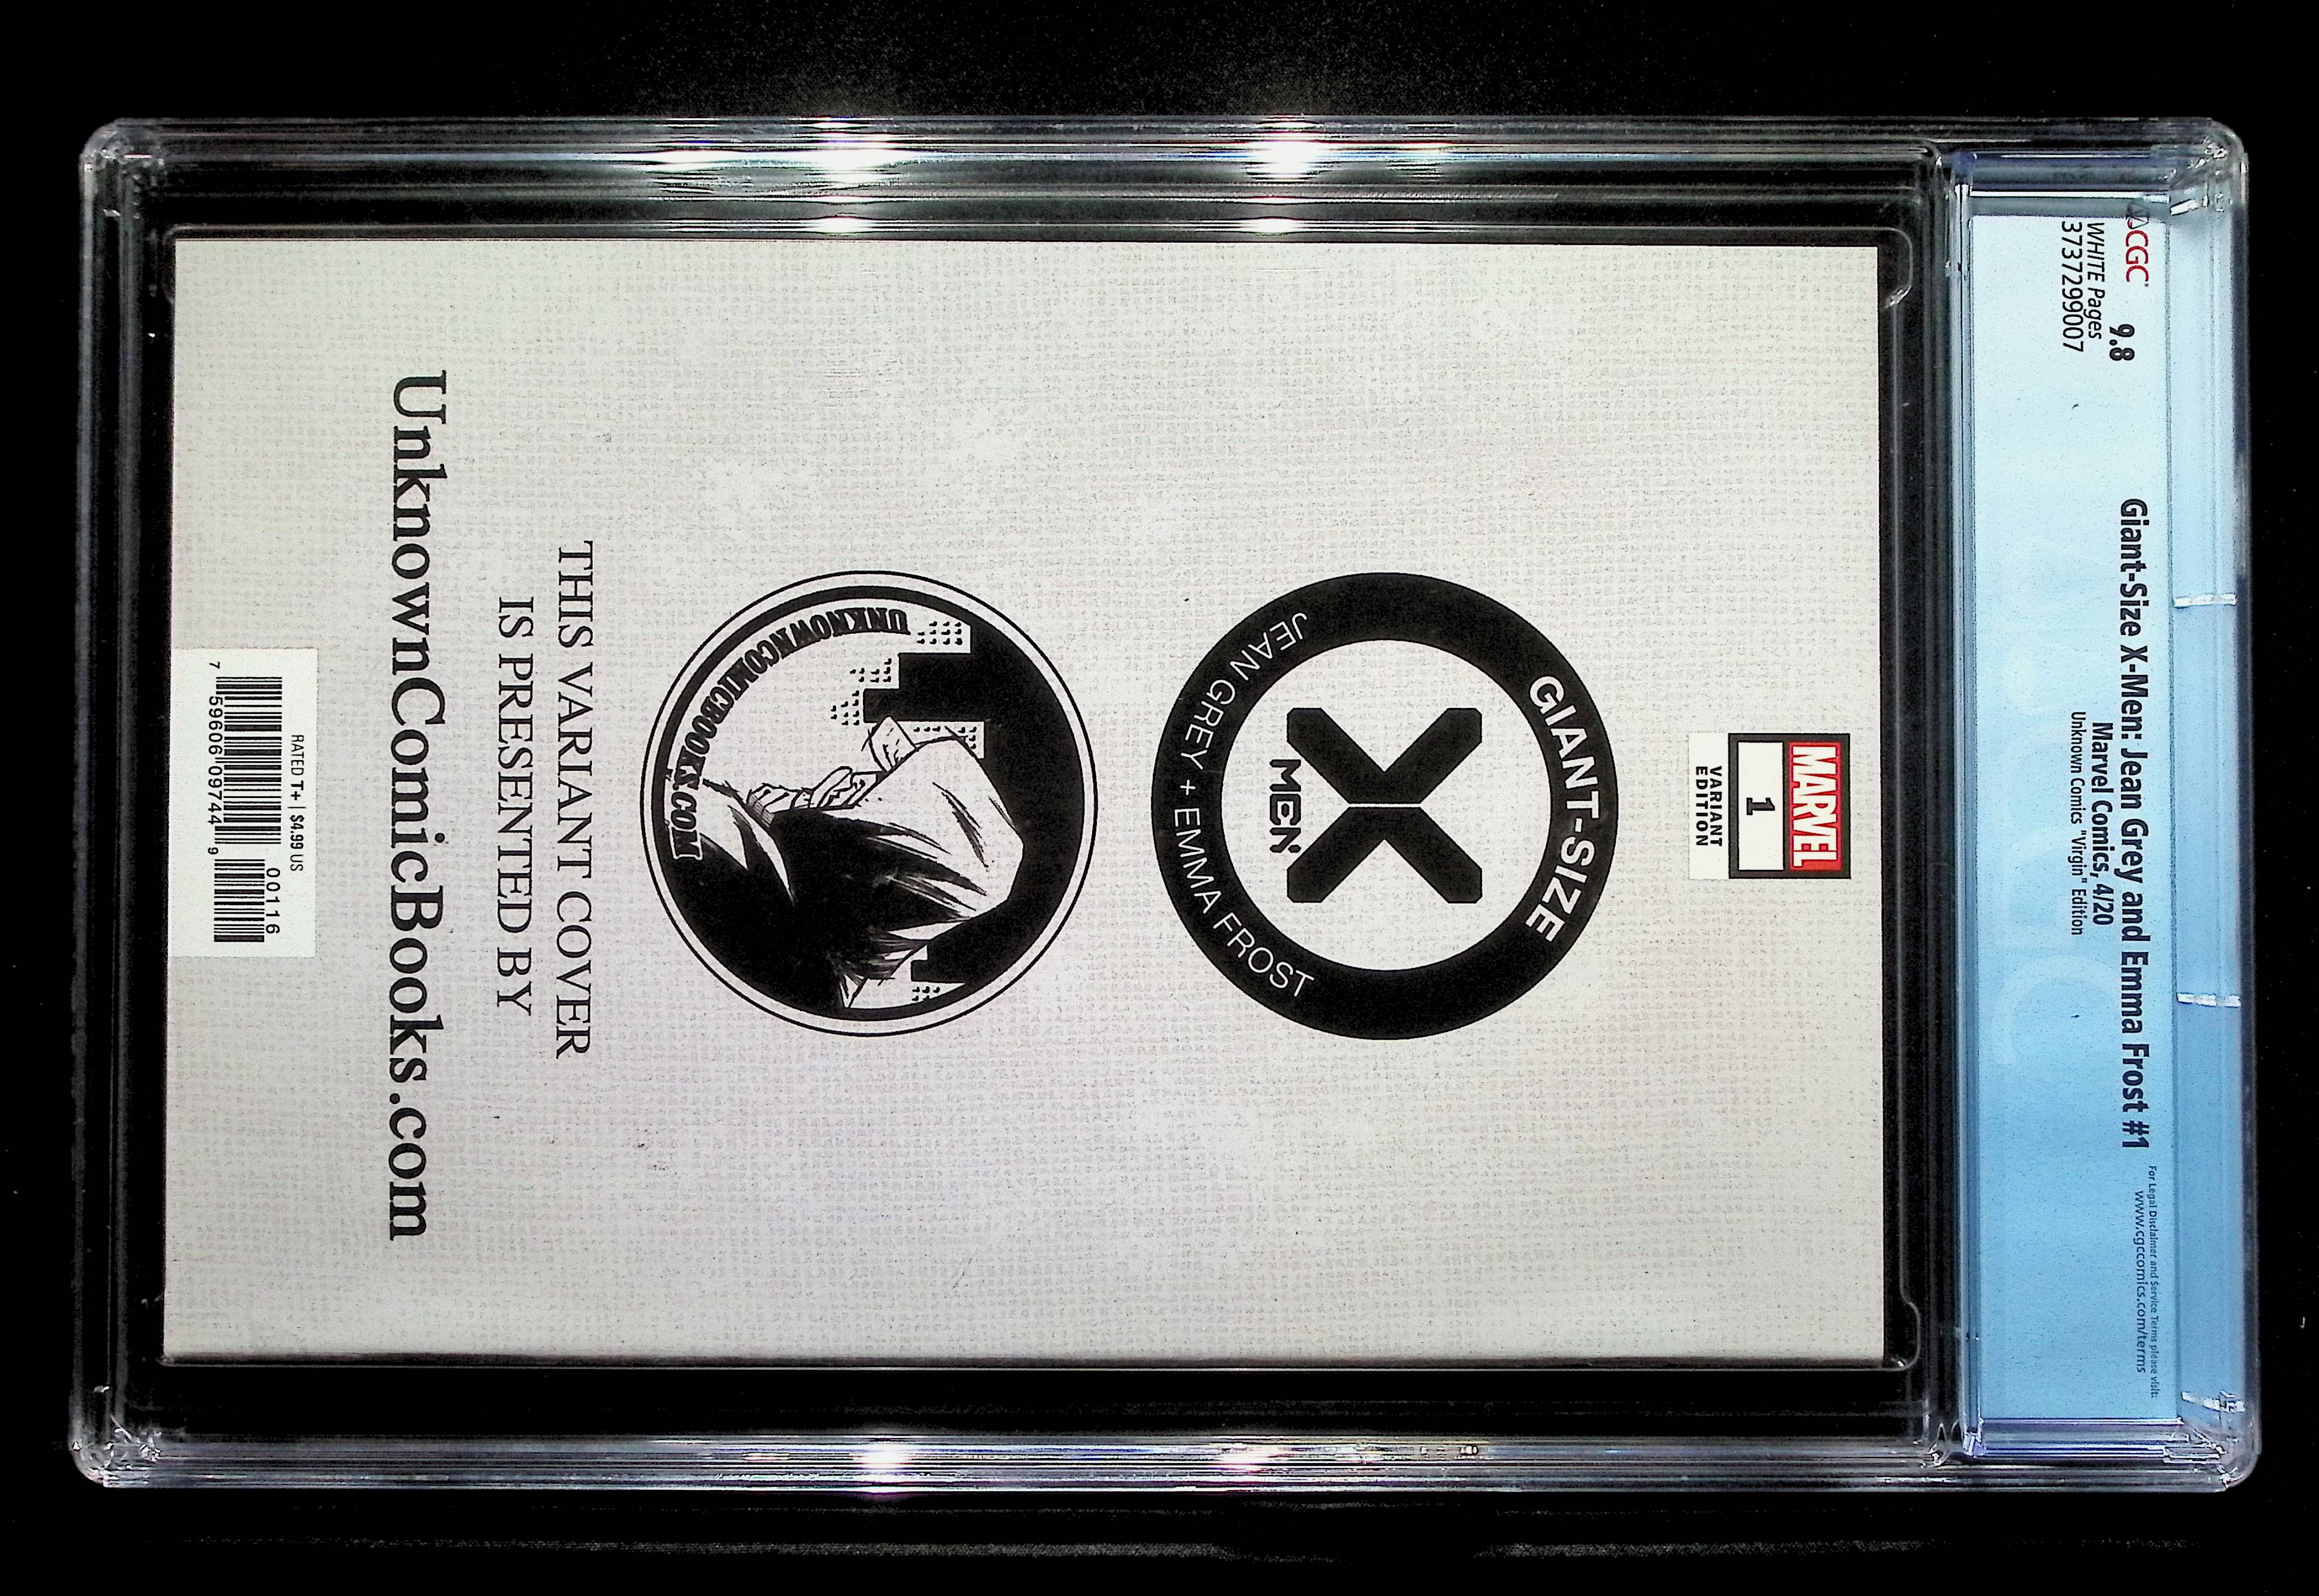 CGC
9.8
WHITE Pages
3737299007
Giant-Size X-Men: Jean Grey and Emma Frost #1
Marvel Comics, 4/20
Unknown Comics "Virgin" Edition
For Legal Disclaimer and Service Terms please visit:
www.cgccomics.com/terms
MARVEL
1
VARIANT
EDITION
GIANT-SIZE
X
MEN
JEAN GREY + EMMA FROST
UNKNOWNCOMICBOOKS.COM
THIS VARIANT COVER
IS PRESENTED BY
UnknownComicBooks.com
RATED T+ | $4.99 US
00116
7 59606 09744 9